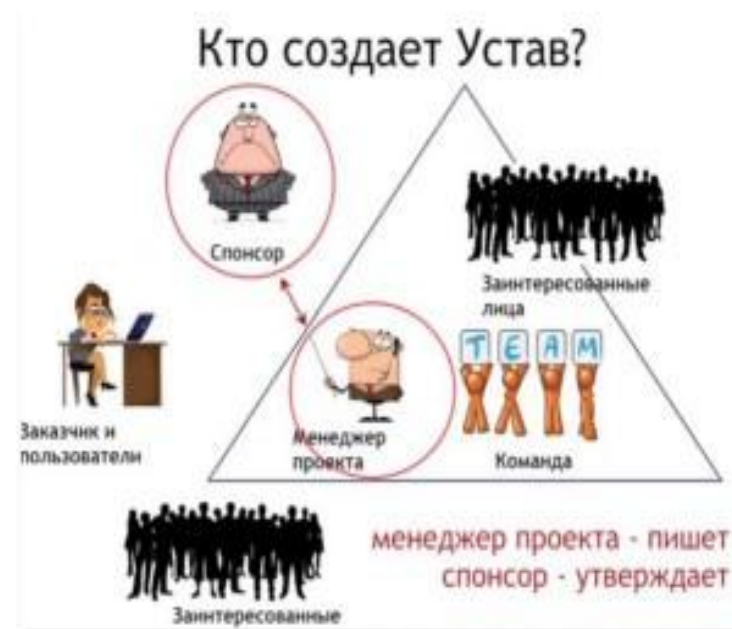 Кто создает Устав?
Спонсор
Заинтересованные
лица
TEAM
Заказчик и
пользователи
Менеджер
проекта
Команда
менеджер проекта - пишет
спонсор - утверждает
Заинтересованные